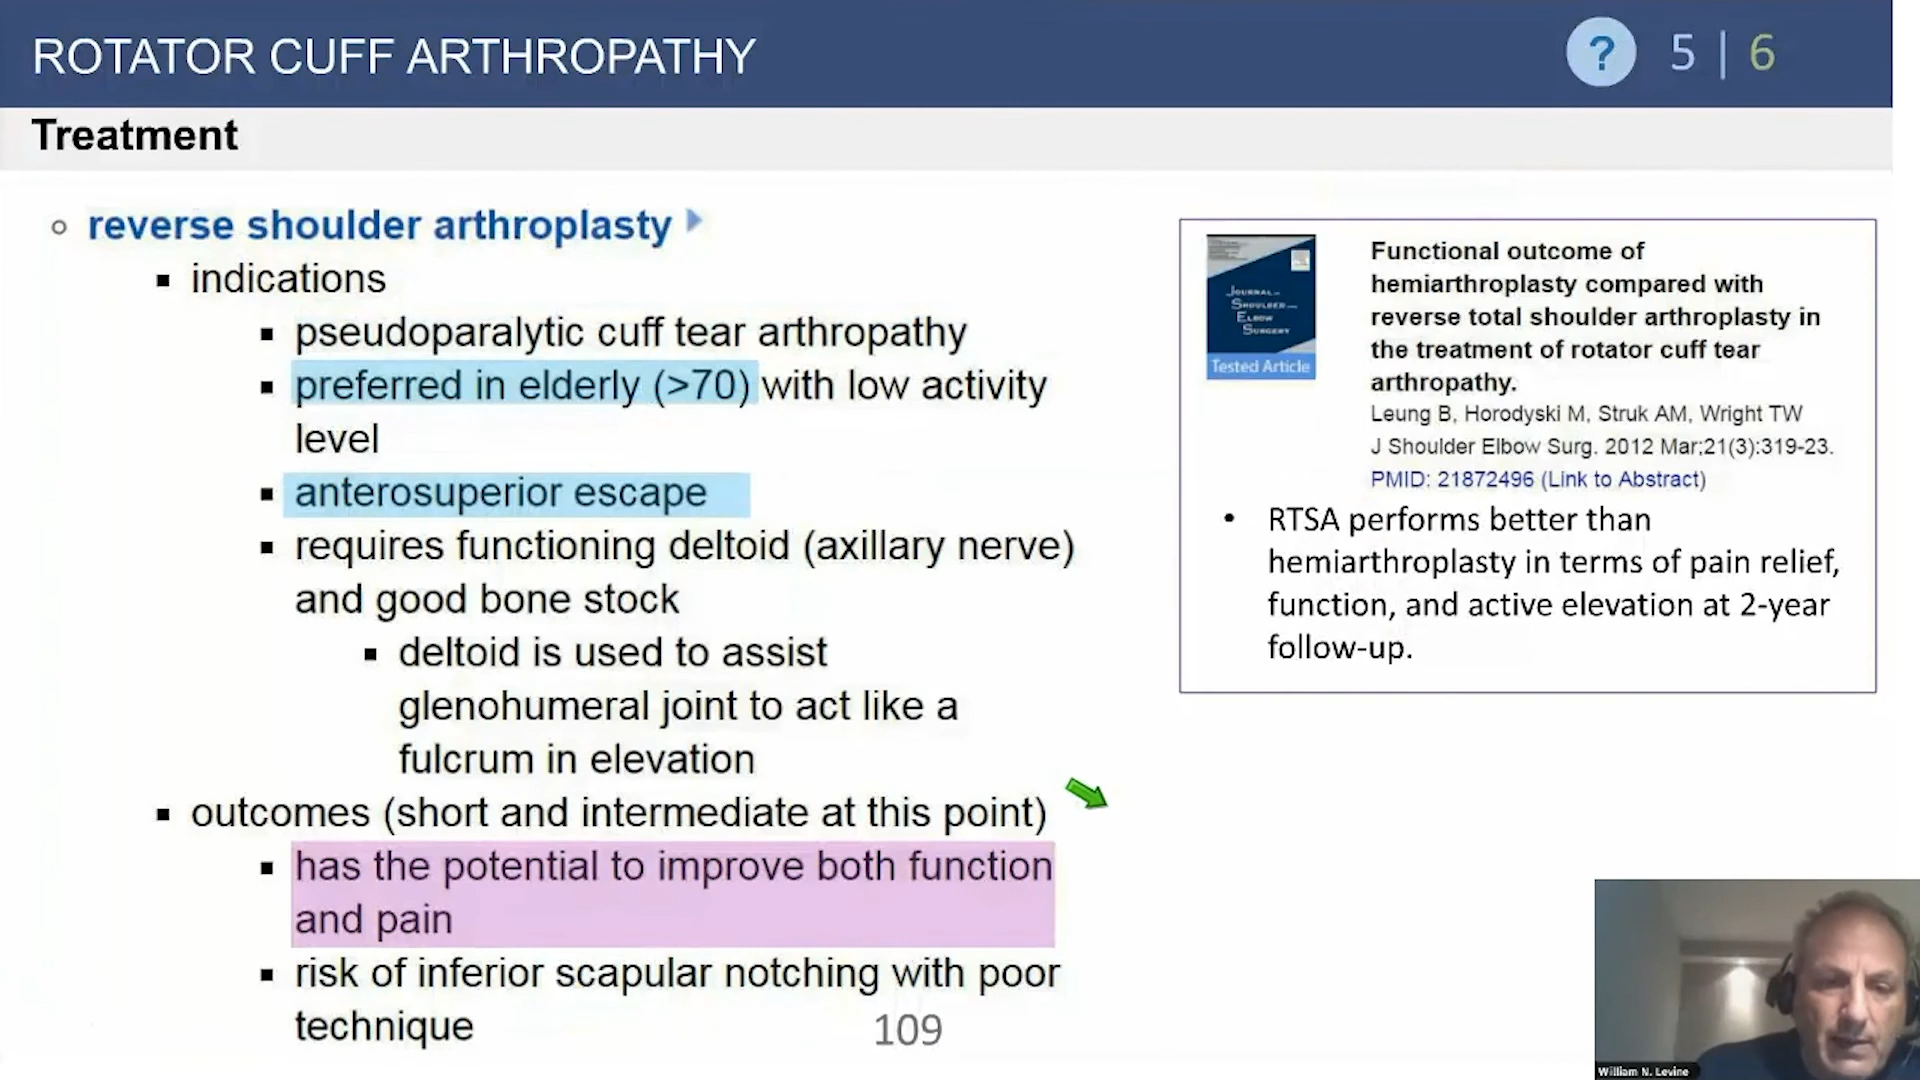 ROTATOR CUFF ARTHROPATHY
? 5 | 6
Treatment
reverse shoulder arthroplasty
indications
pseudoparalytic cuff tear arthropathy
preferred in elderly (>70) with low activity
level
anterosuperior escape
requires functioning deltoid (axillary nerve)
and good bone stock
deltoid is used to assist
glenohumeral joint to act like a
fulcrum in elevation
outcomes (short and intermediate at this point)
has the potential to improve both function
and pain
risk of inferior scapular notching with poor
technique
109
JOURNAL OF
SHOULDER AND
ELBOW
SURGERY
Tested Article
Functional outcome of
hemiarthroplasty compared with
reverse total shoulder arthroplasty in
the treatment of rotator cuff tear
arthropathy.
Leung B, Horodyski M, Struk AM, Wright TW
J Shoulder Elbow Surg. 2012 Mar;21(3):319-23.
PMID: 21872496 (Link to Abstract)
• RTSA performs better than
hemiarthroplasty in terms of pain relief,
function, and active elevation at 2-year
follow-up.
William N. Levine